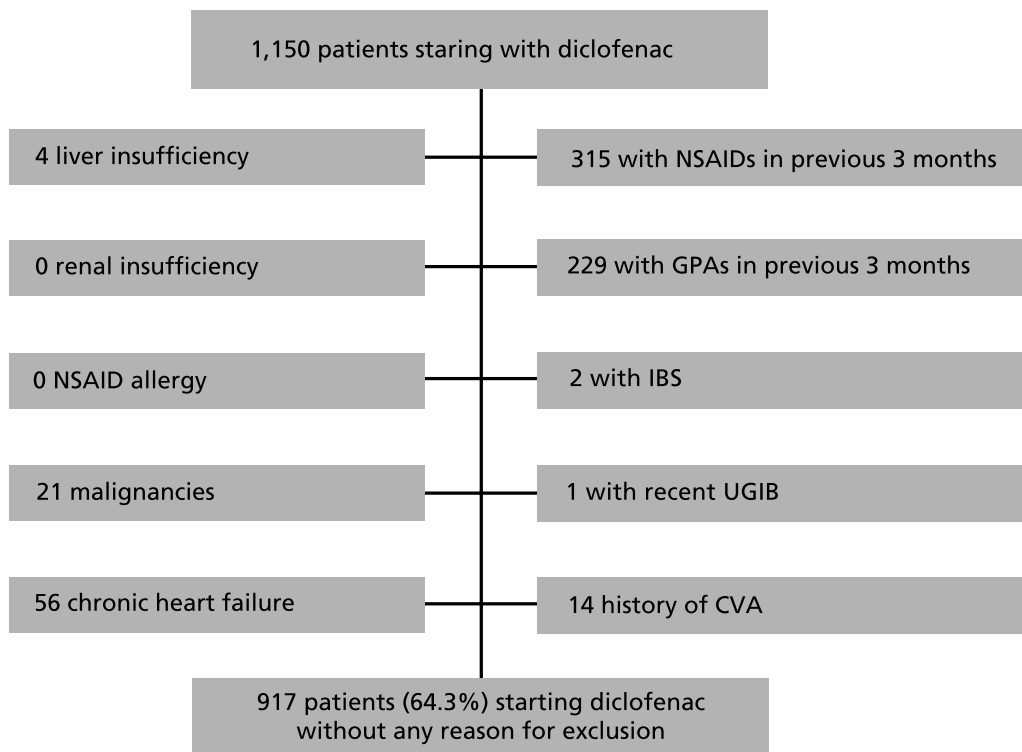 1,150 patients staring with diclofenac
4 liver insufficiency
315 with NSAIDs in previous 3 months
0 renal insufficiency
229 with GPAs in previous 3 months
0 NSAID allergy
2 with IBS
21 malignancies
1 with recent UGIB
56 chronic heart failure
14 history of CVA
917 patients (64.3%) starting diclofenac
without any reason for exclusion